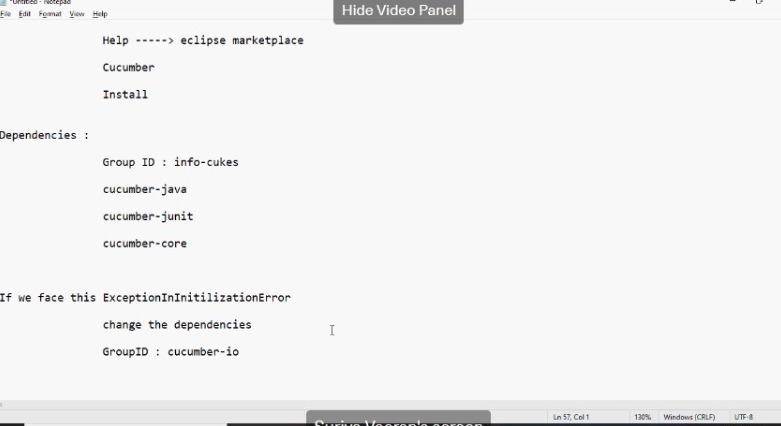 *Untitled - Notepad
File Edit Format View Help
Hide Video Panel
Help -----> eclipse marketplace
Cucumber
Install
Dependencies :
Group ID : info-cukes
cucumber-java
cucumber-junit
cucumber-core
If we face this ExceptionInInitilizationError
change the dependencies
GroupID : cucumber-io
Ln 57, Col 1 130% Windows (CRLF) UTF-8
screen